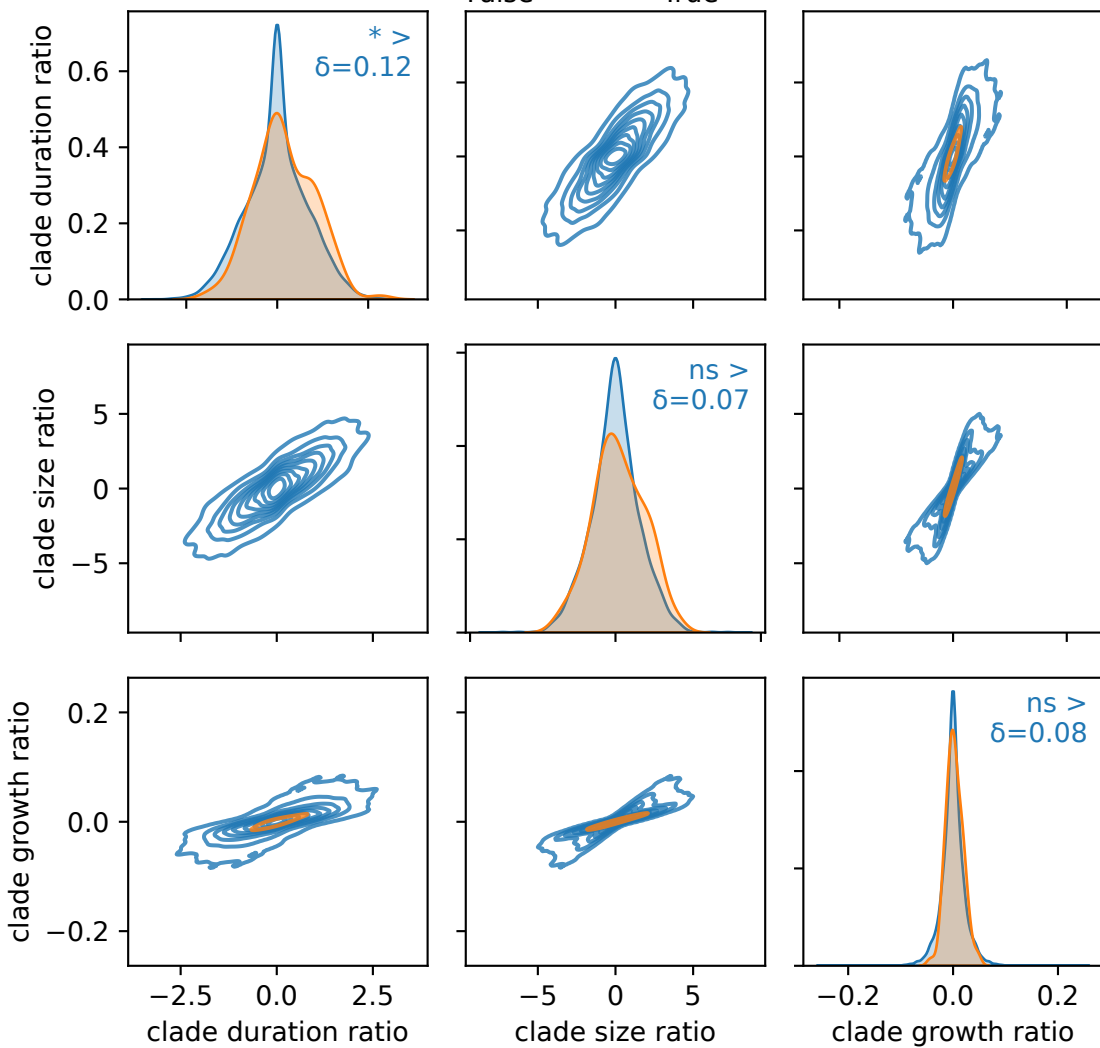 clade duration ratio
0.6
0.4
0.2
0.0
* >
δ=0.12
clade size ratio
5
0
−5
ns >
δ=0.07
clade growth ratio
0.2
0.0
−0.2
ns >
δ=0.08
−2.5 0.0 2.5
−5 0 5
−0.2 0.0 0.2
clade duration ratio
clade size ratio
clade growth ratio